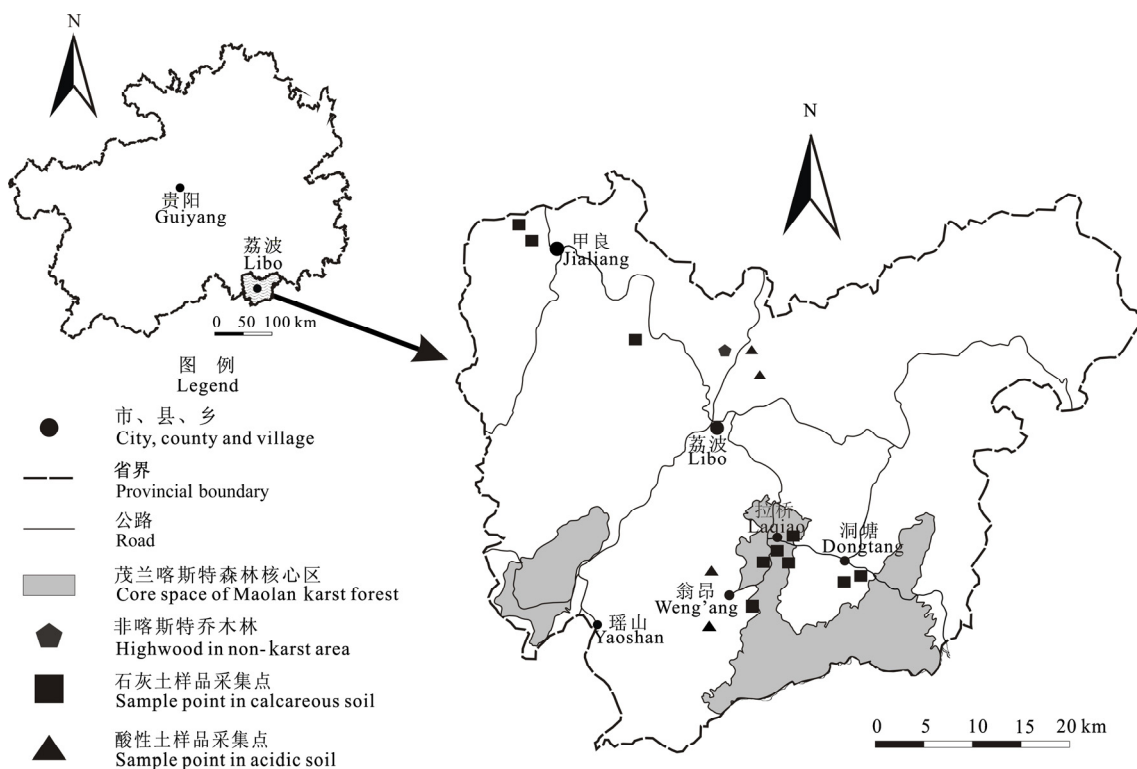 N
贵阳
Guiyang
荔波
Libo
0 50 100 km
图 例
Legend
市、县、乡
City, county and village
省界
Provincial boundary
公路
Road
茂兰喀斯特森林核心区
Core space of Maolan karst forest
非喀斯特乔木林
Highwood in non-karst area
石灰土样品采集点
Sample point in calcareous soil
酸性土样品采集点
Sample point in acidic soil
N
甲良
Jialiang
荔波
Libo
拉桥
Laqiao
洞塘
Dongtang
翁昂
Weng'ang
瑶山
Yaoshan
0 5 10 15 20 km